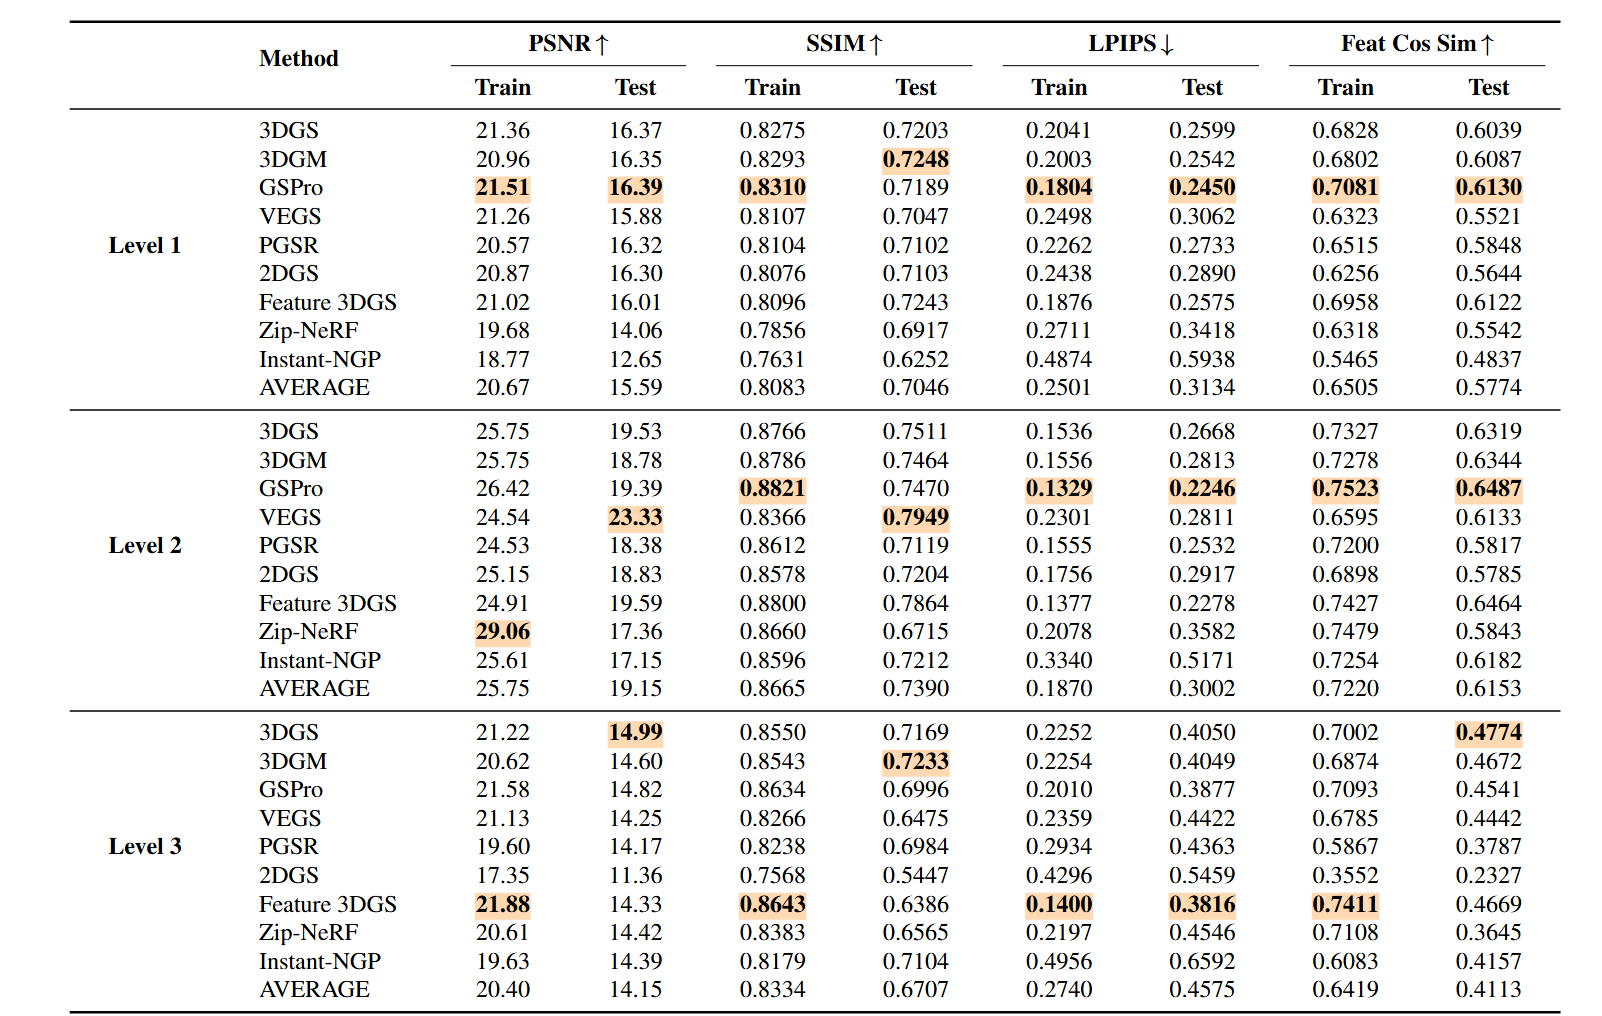 Method PSNR↑ SSIM↑ LPIPS↓ Feat Cos Sim↑
Train Test Train Test Train Test Train Test
3DGS 21.36 16.37 0.8275 0.7203 0.2041 0.2599 0.6828 0.6039
3DGM 20.96 16.35 0.8293 0.7248 0.2003 0.2542 0.6802 0.6087
GSPro 21.51 16.39 0.8310 0.7189 0.1804 0.2450 0.7081 0.6130
VEGS 21.26 15.88 0.8107 0.7047 0.2498 0.3062 0.6323 0.5521
Level 1 PGSR 20.57 16.32 0.8104 0.7102 0.2262 0.2733 0.6515 0.5848
2DGS 20.87 16.30 0.8076 0.7103 0.2438 0.2890 0.6256 0.5644
Feature 3DGS 21.02 16.01 0.8096 0.7243 0.1876 0.2575 0.6958 0.6122
Zip-NeRF 19.68 14.06 0.7856 0.6917 0.2711 0.3418 0.6318 0.5542
Instant-NGP 18.77 12.65 0.7631 0.6252 0.4874 0.5938 0.5465 0.4837
AVERAGE 20.67 15.59 0.8083 0.7046 0.2501 0.3134 0.6505 0.5774
3DGS 25.75 19.53 0.8766 0.7511 0.1536 0.2668 0.7327 0.6319
3DGM 25.75 18.78 0.8786 0.7464 0.1556 0.2813 0.7278 0.6344
GSPro 26.42 19.39 0.8821 0.7470 0.1329 0.2246 0.7523 0.6487
VEGS 24.54 23.33 0.8366 0.7949 0.2301 0.2811 0.6595 0.6133
Level 2 PGSR 24.53 18.38 0.8612 0.7119 0.1555 0.2532 0.7200 0.5817
2DGS 25.15 18.83 0.8578 0.7204 0.1756 0.2917 0.6898 0.5785
Feature 3DGS 24.91 19.59 0.8800 0.7864 0.1377 0.2278 0.7427 0.6464
Zip-NeRF 29.06 17.36 0.8660 0.6715 0.2078 0.3582 0.7479 0.5843
Instant-NGP 25.61 17.15 0.8596 0.7212 0.3340 0.5171 0.7254 0.6182
AVERAGE 25.75 19.15 0.8665 0.7390 0.1870 0.3002 0.7220 0.6153
3DGS 21.22 14.99 0.8550 0.7169 0.2252 0.4050 0.7002 0.4774
3DGM 20.62 14.60 0.8543 0.7233 0.2254 0.4049 0.6874 0.4672
GSPro 21.58 14.82 0.8634 0.6996 0.2010 0.3877 0.7093 0.4541
VEGS 21.13 14.25 0.8266 0.6475 0.2359 0.4422 0.6785 0.4442
Level 3 PGSR 19.60 14.17 0.8238 0.6984 0.2934 0.4363 0.5867 0.3787
2DGS 17.35 11.36 0.7568 0.5447 0.4296 0.5459 0.3552 0.2327
Feature 3DGS 21.88 14.33 0.8643 0.6386 0.1400 0.3816 0.7411 0.4669
Zip-NeRF 20.61 14.42 0.8383 0.6565 0.2197 0.4546 0.7108 0.3645
Instant-NGP 19.63 14.39 0.8179 0.7104 0.4956 0.6592 0.6083 0.4157
AVERAGE 20.40 14.15 0.8334 0.6707 0.2740 0.4575 0.6419 0.4113